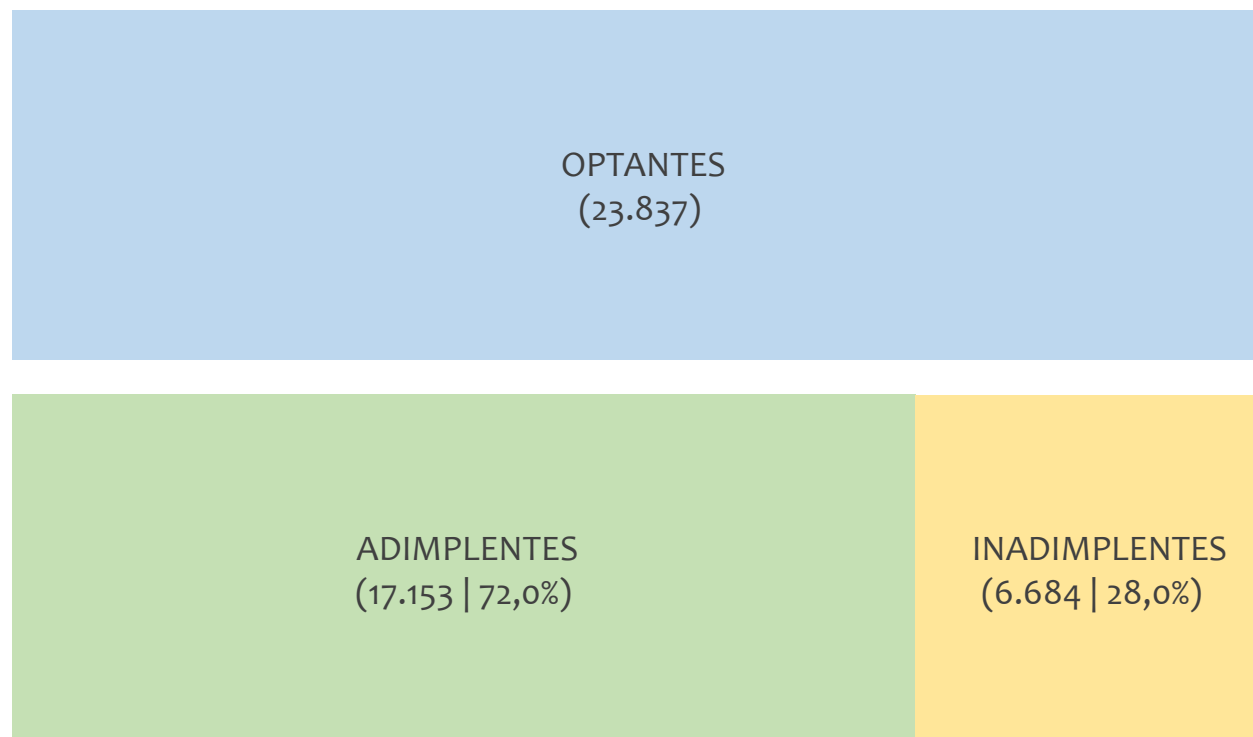 OPTANTES
(23.837)
ADIMPLENTES
(17.153 | 72,0%)
INADIMPLENTES
(6.684 | 28,0%)